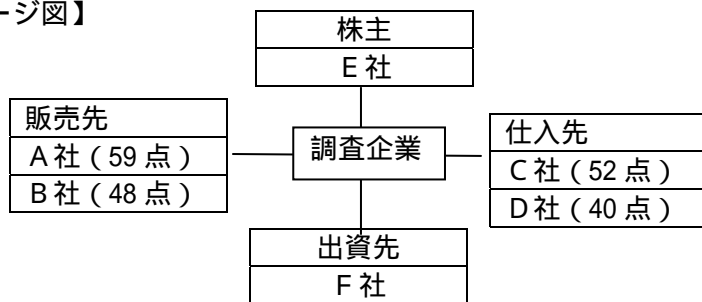 ージ図】
株主
E社
販売先
A社(59点)
B社(48点)
調査企業
仕入先
C社(52点)
D社(40点)
出資先
F社